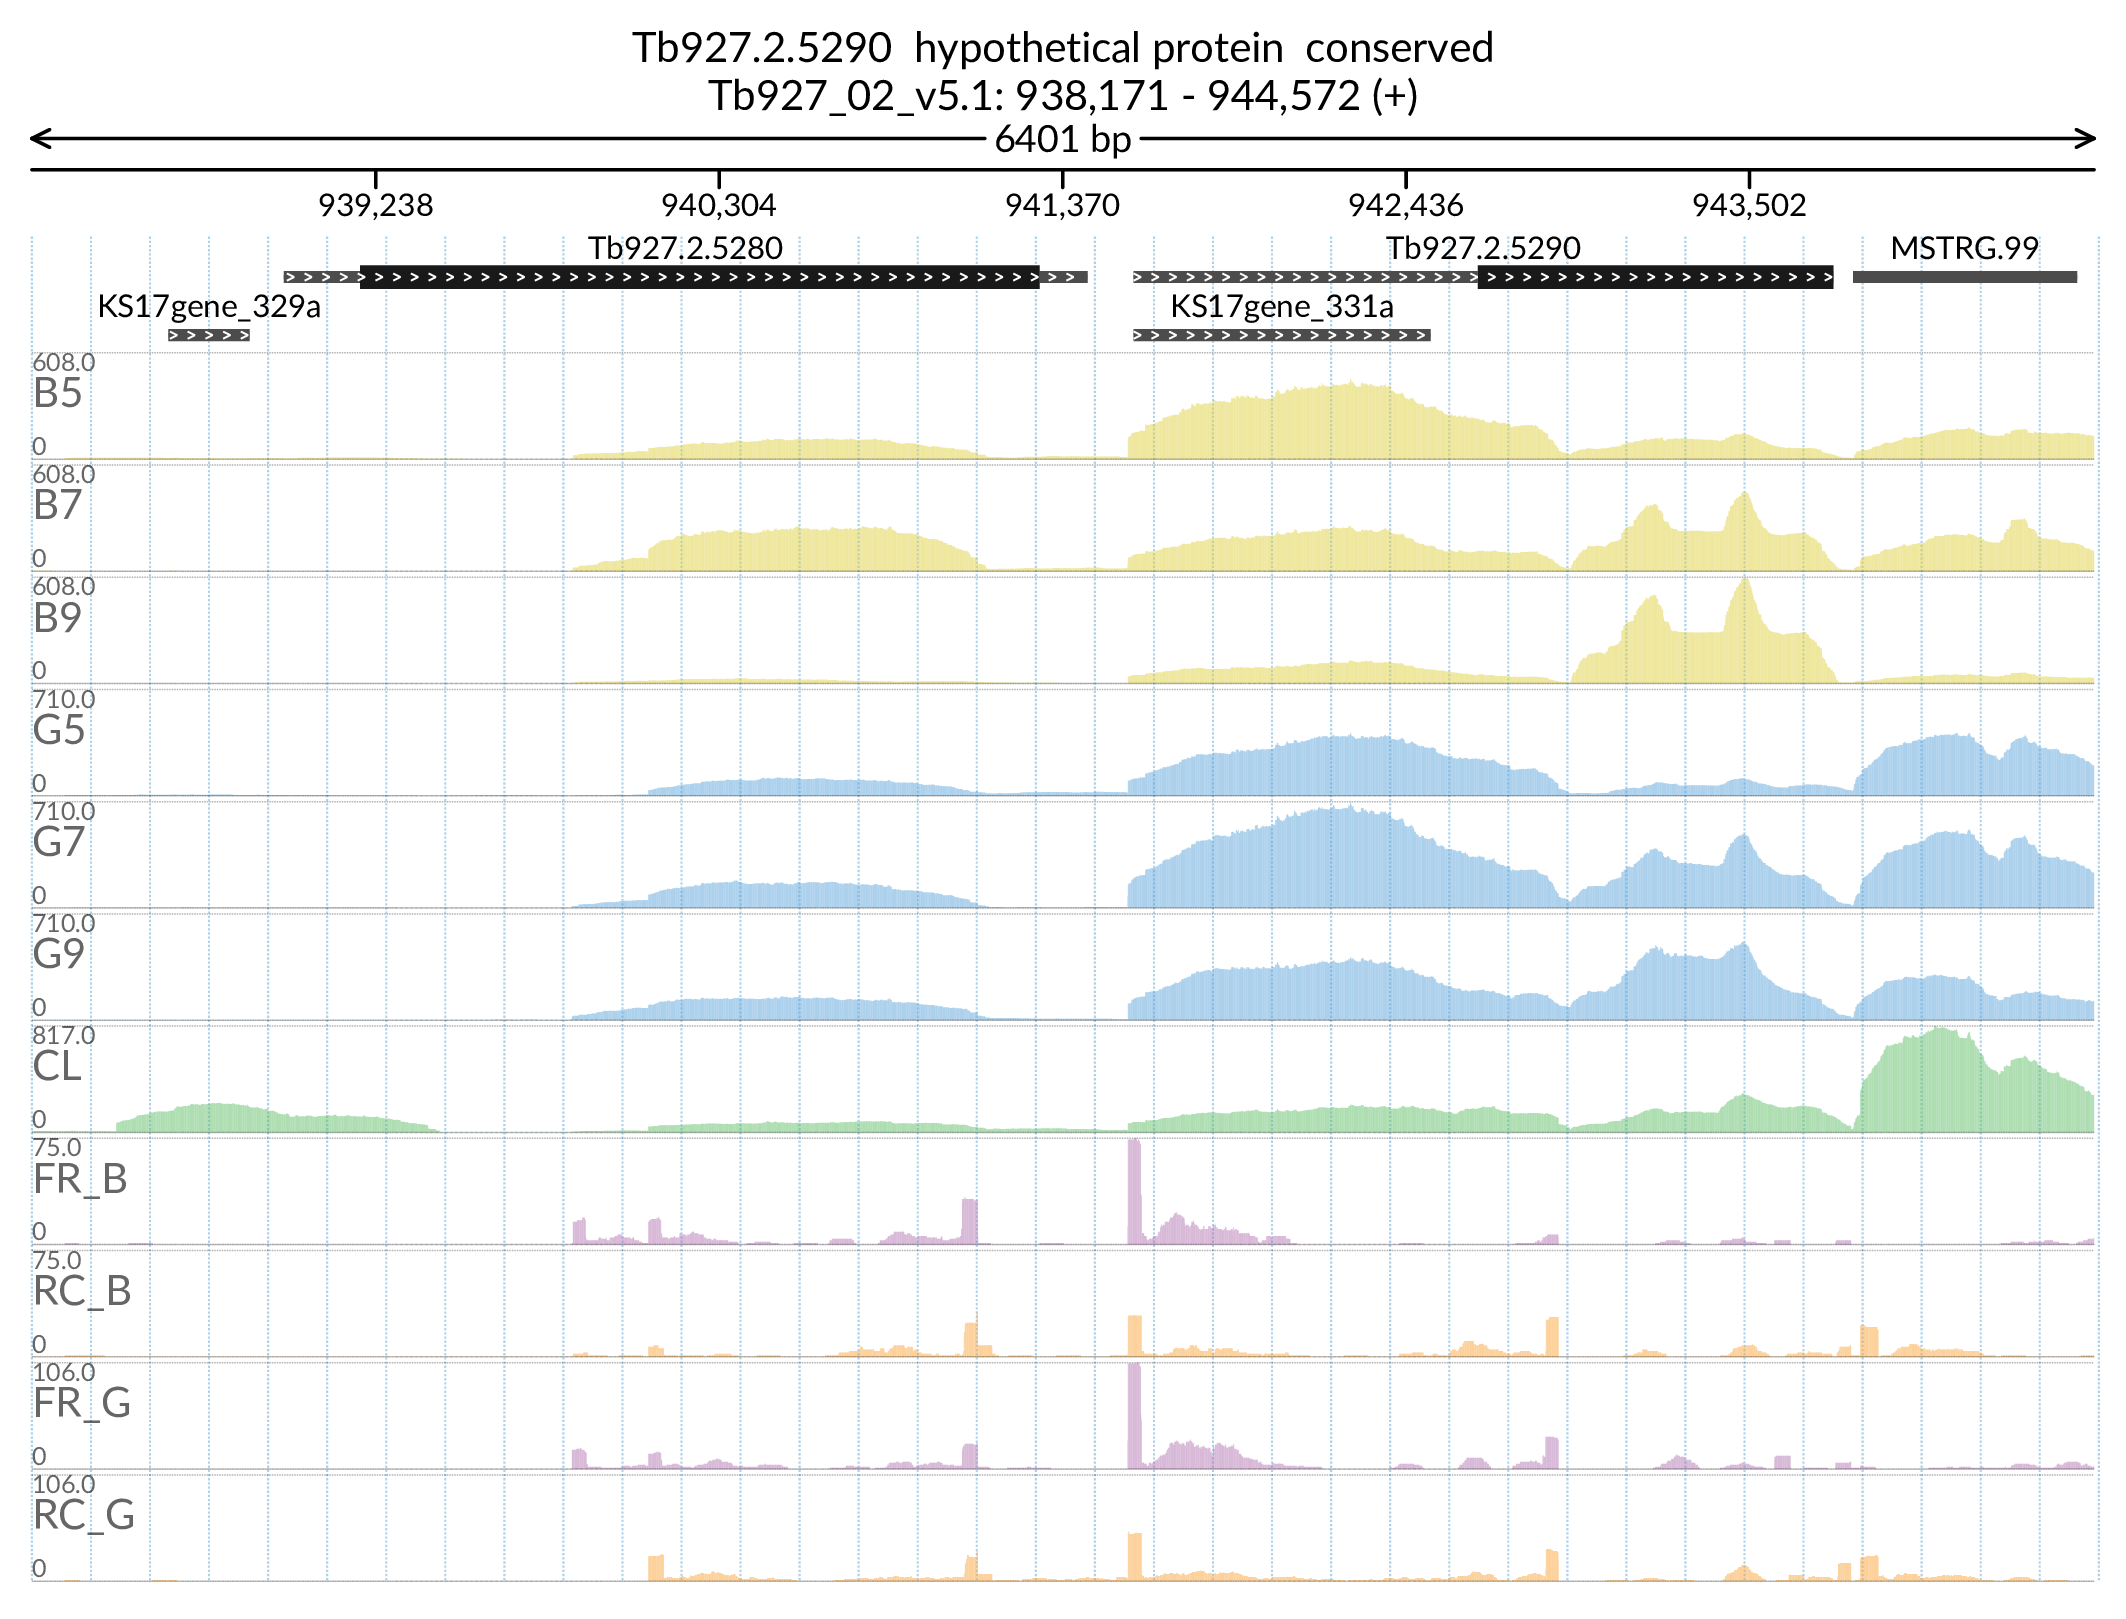 Tb927.2.5290  hypothetical protein  conserved
Tb927_02_v5.1: 938,171 - 944,572 (+)
6401 bp
939,238 940,304 941,370 942,436 943,502
Tb927.2.5280 Tb927.2.5290 MSTRG.99
KS17gene_329a KS17gene_331a
608.0
B5
0
608.0
B7
0
608.0
B9
0
710.0
G5
0
710.0
G7
0
710.0
G9
0
817.0
CL
0
75.0
FR_B
0
75.0
RC_B
0
106.0
FR_G
0
106.0
RC_G
0